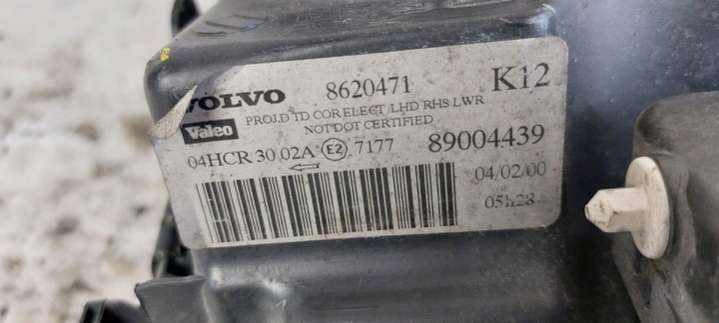 VOLVO 8620471 K12
PROJ.D TD COR ELECT /LHD RHS LWR
Valeo NOT DOT CERTIFIED
04HCR 30 02A E2 7177 89004439
04/02/00
05h28